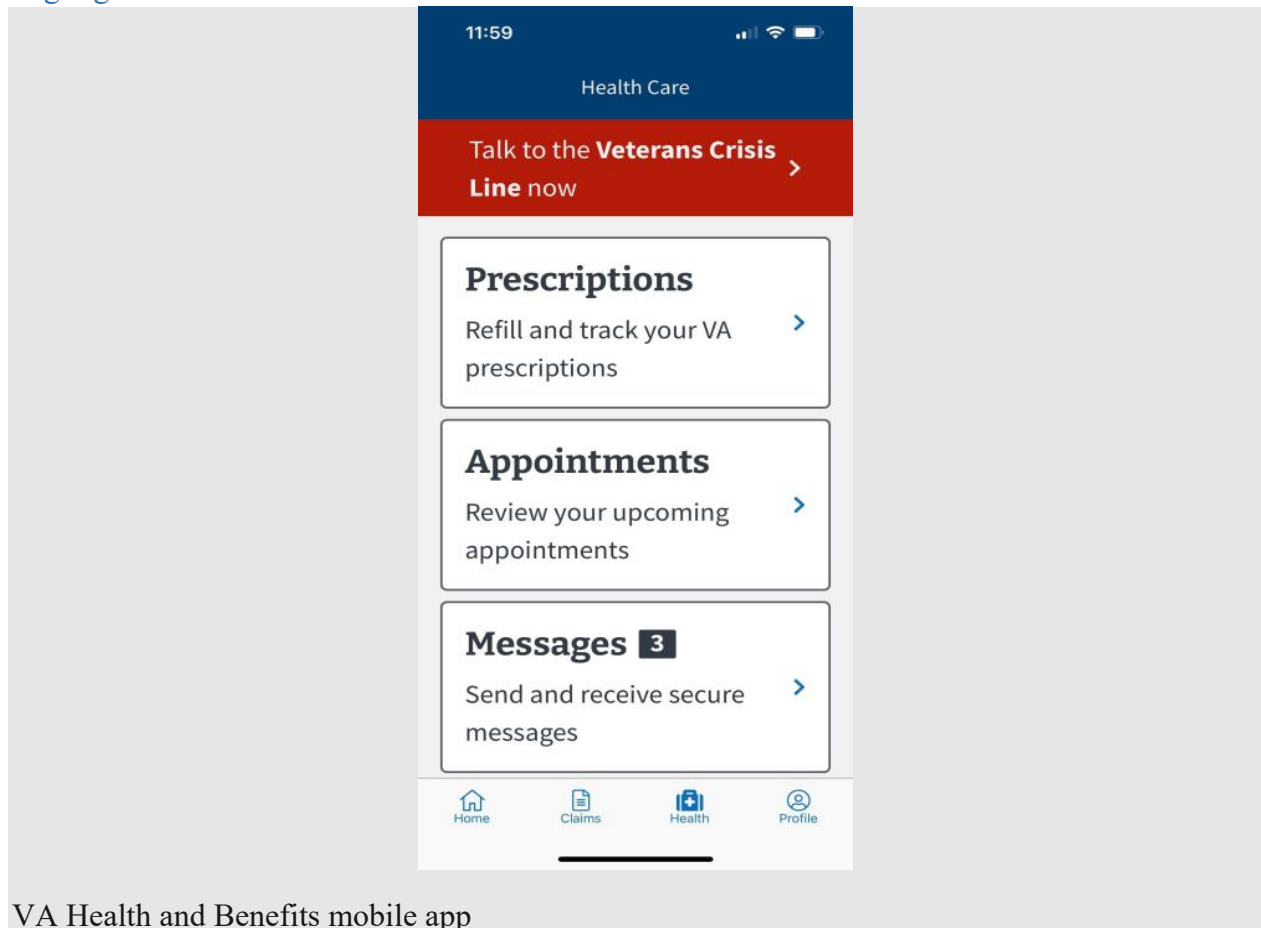 11:59
Health Care
Talk to the Veterans Crisis
Line now
Prescriptions
Refill and track your VA
prescriptions
Appointments
Review your upcoming
appointments
Messages 3
Send and receive secure
messages
Home Claims Health Profile
VA Health and Benefits mobile app